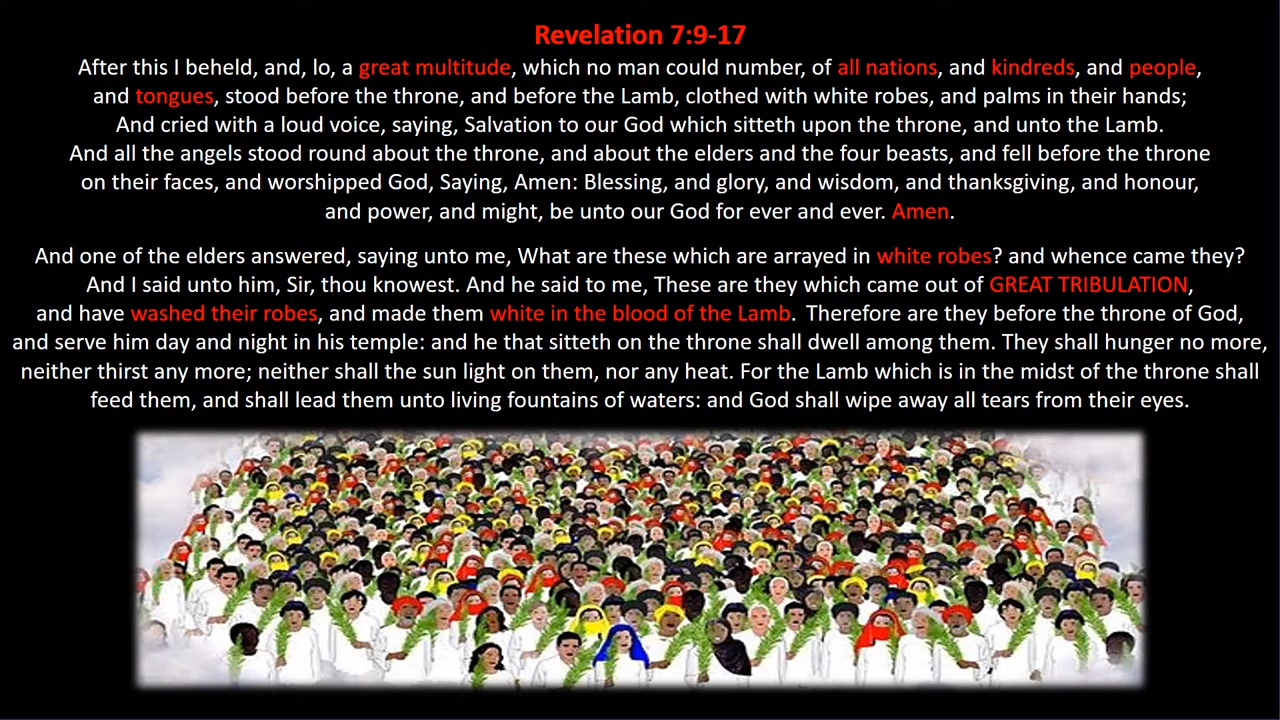 Revelation 7:9-17
After this I beheld, and, lo, a great multitude, which no man could number, of all nations, and kindreds, and people,
and tongues, stood before the throne, and before the Lamb, clothed with white robes, and palms in their hands;
And cried with a loud voice, saying, Salvation to our God which sitteth upon the throne, and unto the Lamb.
And all the angels stood round about the throne, and about the elders and the four beasts, and fell before the throne
on their faces, and worshipped God, Saying, Amen: Blessing, and glory, and wisdom, and thanksgiving, and honour,
and power, and might, be unto our God for ever and ever. Amen.
And one of the elders answered, saying unto me, What are these which are arrayed in white robes? and whence came they?
And I said unto him, Sir, thou knowest. And he said to me, These are they which came out of GREAT TRIBULATION,
and have washed their robes, and made them white in the blood of the Lamb. Therefore are they before the throne of God,
and serve him day and night in his temple: and he that sitteth on the throne shall dwell among them. They shall hunger no more,
neither thirst any more; neither shall the sun light on them, nor any heat. For the Lamb which is in the midst of the throne shall
feed them, and shall lead them unto living fountains of waters: and God shall wipe away all tears from their eyes.